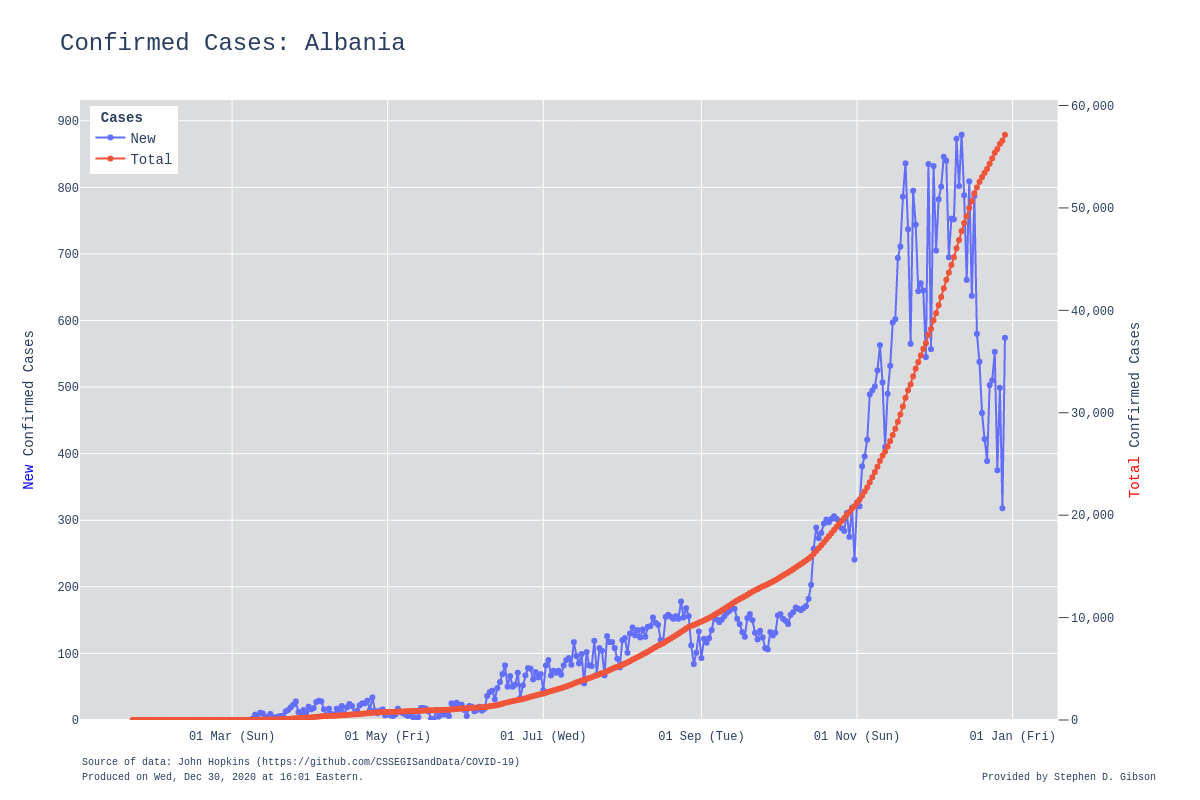 Confirmed Cases: Albania
Cases
New
Total
900
800
700
600
500
400
300
200
100
0
60,000
50,000
40,000
30,000
20,000
10,000
0
New Confirmed Cases
Total Confirmed Cases
01 Mar (Sun)
01 May (Fri)
01 Jul (Wed)
01 Sep (Tue)
01 Nov (Sun)
01 Jan (Fri)
Source of data: John Hopkins (https://github.com/CSSEGISandData/COVID-19)
Produced on Wed, Dec 30, 2020 at 16:01 Eastern.
Provided by Stephen D. Gibson